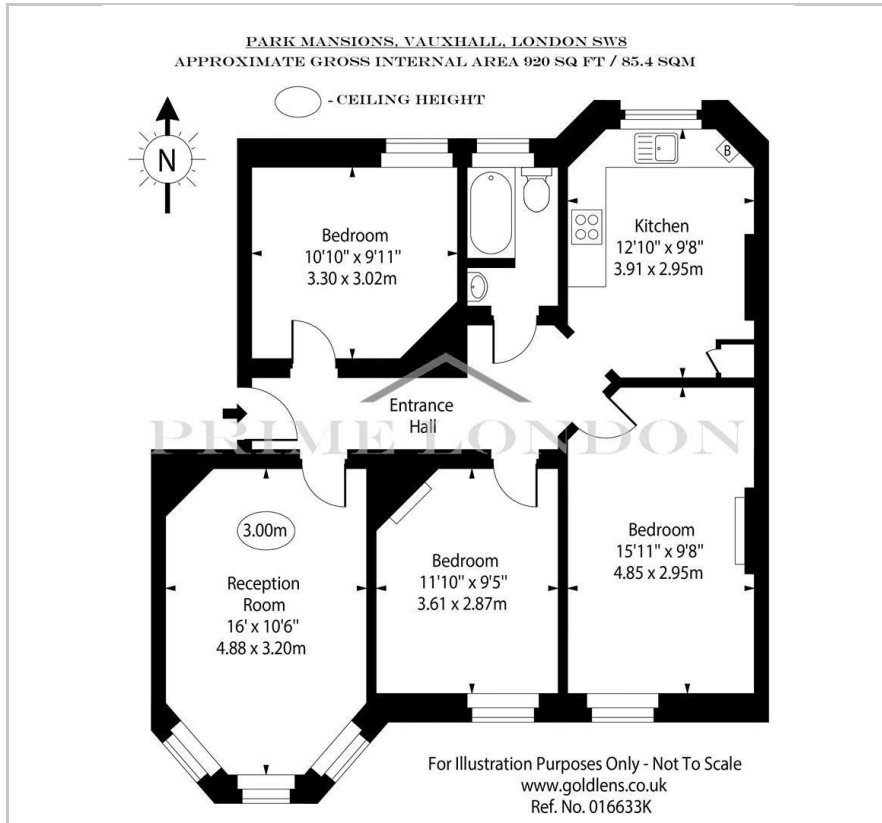 PARK MANSIONS, VAUXHALL, LONDON SW8
APPROXIMATE GROSS INTERNAL AREA 920 SQ FT / 85.4 SQM
- CEILING HEIGHT
N
B
Bedroom
10'10" x 9'11"
3.30 x 3.02m
Kitchen
12'10" x 9'8"
3.91 x 2.95m
Entrance
Hall
PRIME LONDON
3.00m
Reception
Room
16' x 10'6"
4.88 x 3.20m
Bedroom
11'10" x 9'5"
3.61 x 2.87m
Bedroom
15'11" x 9'8"
4.85 x 2.95m
For Illustration Purposes Only - Not To Scale
www.goldlens.co.uk
Ref. No. 016633K